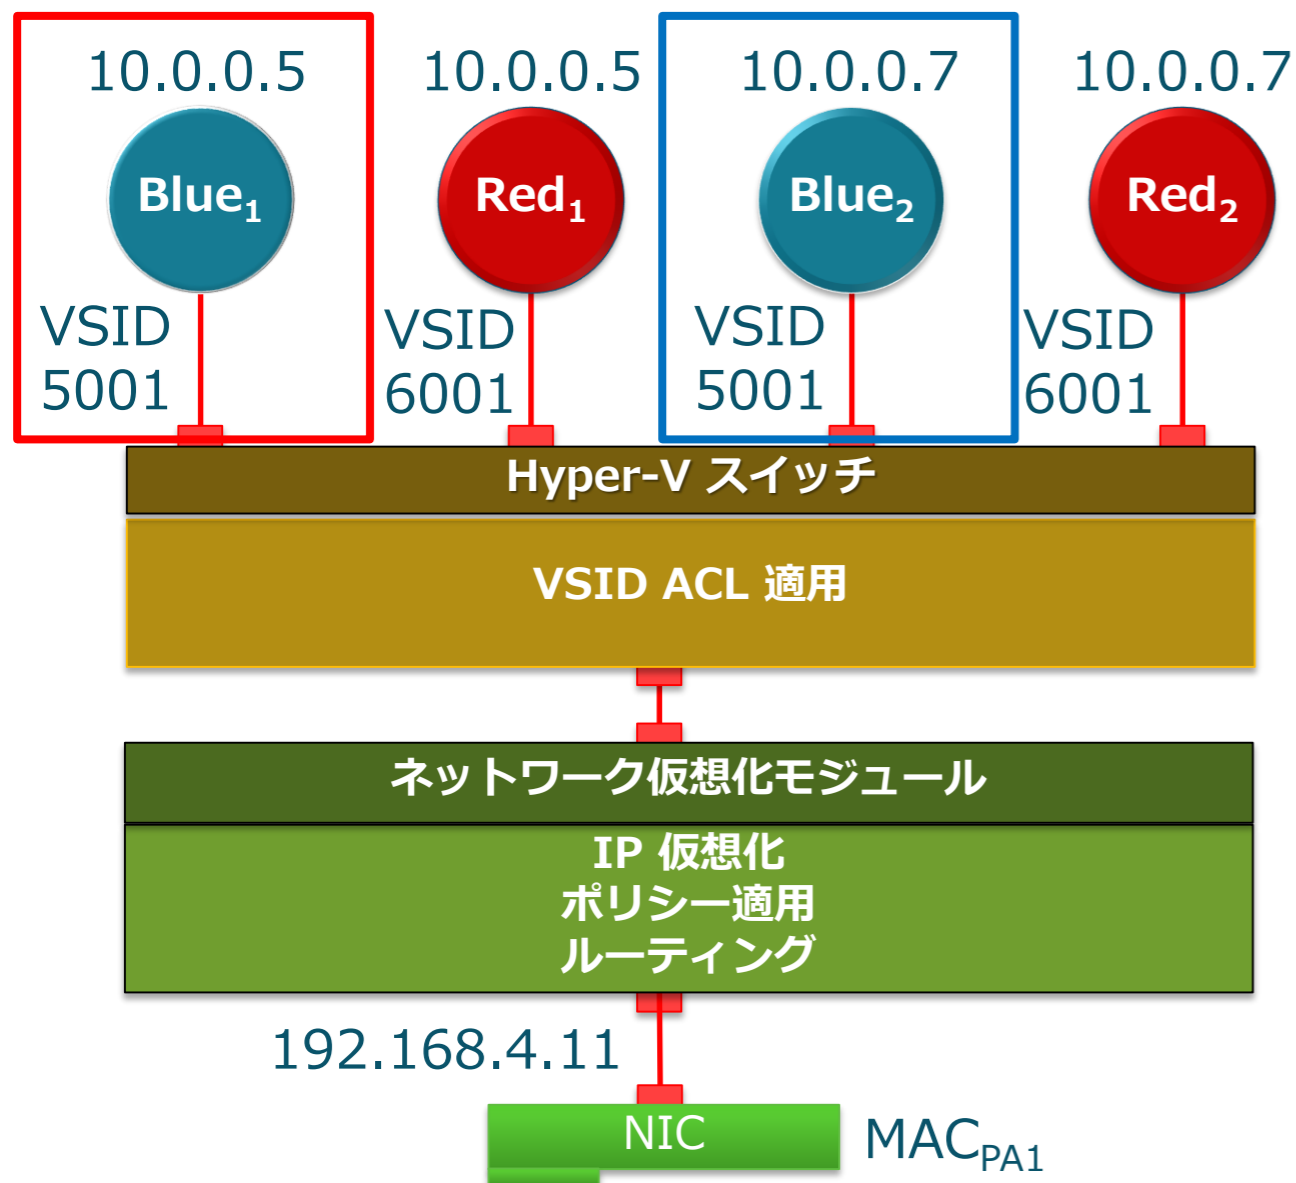 10.0.0.5
10.0.0.5
10.0.0.7
10.0.0.7
Blue1
Red1
Blue2
Red2
VSID
5001
VSID
6001
VSID
5001
VSID
6001
Hyper-V スイッチ
VSID ACL 適用
ネットワーク仮想化モジュール
IP 仮想化
ポリシー適用
ルーティング
192.168.4.11
NIC
MACPA1